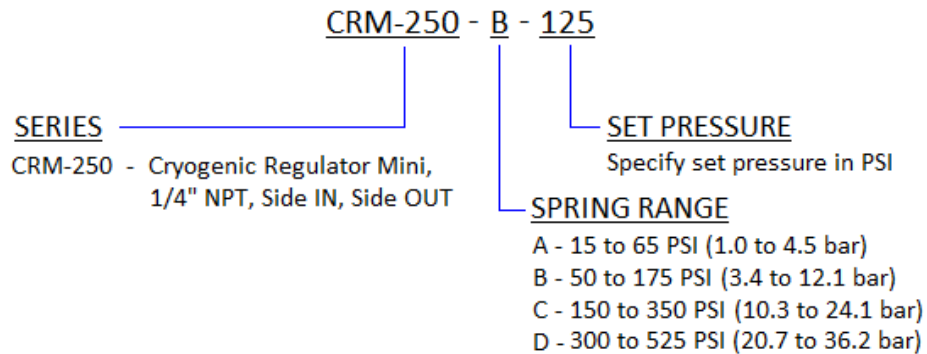 CRM-250 - B - 125
SERIES
CRM-250 - Cryogenic Regulator Mini,
1/4" NPT, Side IN, Side OUT
SET PRESSURE
Specify set pressure in PSI
SPRING RANGE
A - 15 to 65 PSI (1.0 to 4.5 bar)
B - 50 to 175 PSI (3.4 to 12.1 bar)
C - 150 to 350 PSI (10.3 to 24.1 bar)
D - 300 to 525 PSI (20.7 to 36.2 bar)